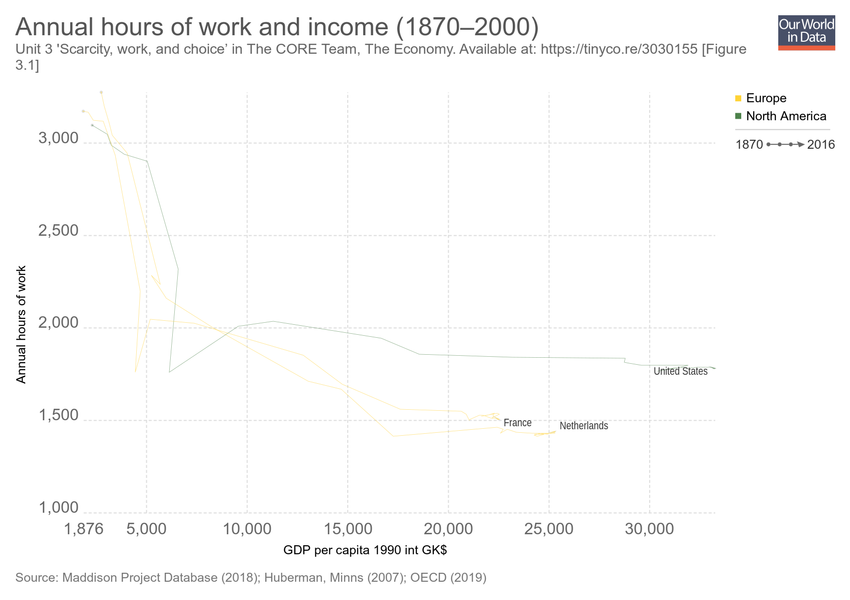 Annual hours of work and income (1870–2000)
Our World
in Data
Unit 3 'Scarcity, work, and choice’ in The CORE Team, The Economy. Available at: https://tinyco.re/3030155 [Figure
3.1]
Europe
North America
1870
2016
3,000
2,500
2,000
1,500
1,000
Annual hours of work
United States
France
Netherlands
1,876
5,000
10,000
15,000
20,000
25,000
30,000
GDP per capita 1990 int GK$
Source: Maddison Project Database (2018); Huberman, Minns (2007); OECD (2019)